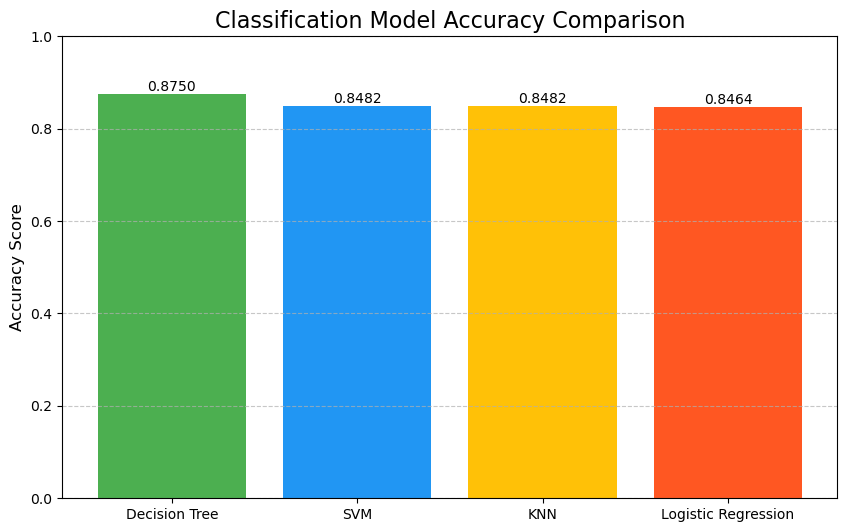 Classification Model Accuracy Comparison
1.0
0.8
0.6
0.4
0.2
0.0
Accuracy Score
0.8750
0.8482
0.8482
0.8464
Decision Tree
SVM
KNN
Logistic Regression